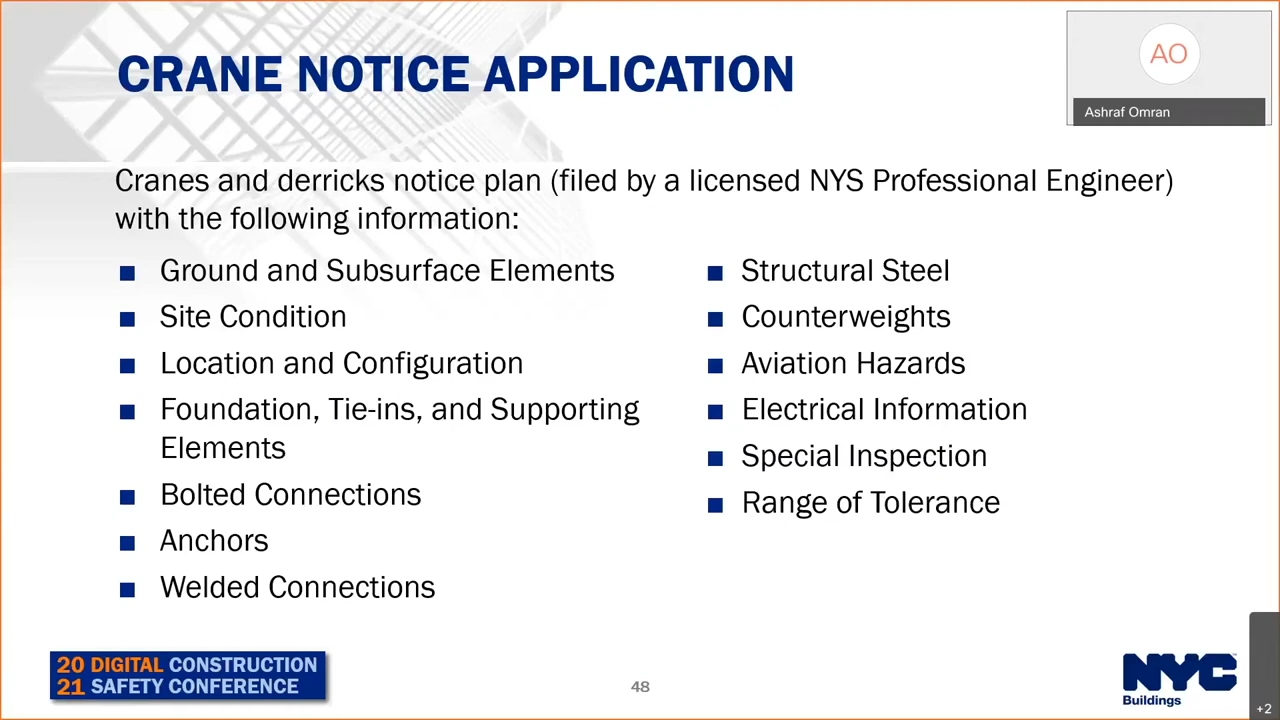 CRANE NOTICE APPLICATION
AO
Ashraf Omran
Cranes and derricks notice plan (filed by a licensed NYS Professional Engineer)
with the following information:
Ground and Subsurface Elements
Site Condition
Location and Configuration
Foundation, Tie-ins, and Supporting
Elements
Bolted Connections
Anchors
Welded Connections
Structural Steel
Counterweights
Aviation Hazards
Electrical Information
Special Inspection
Range of Tolerance
20 DIGITAL CONSTRUCTION
21 SAFETY CONFERENCE
48
NYC
Buildings
+2